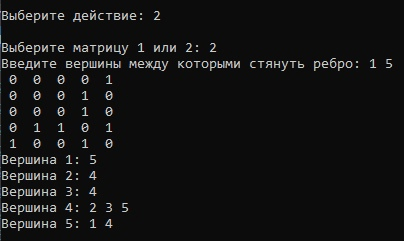 Выберите действие: 2
Выберите матрицу 1 или 2: 2
Введите вершины между которыми стянуть ребро: 1 5
0 0 0 0 1
0 0 0 1 0
0 0 0 1 0
0 1 1 0 1
1 0 0 1 0
Вершина 1: 5
Вершина 2: 4
Вершина 3: 4
Вершина 4: 2 3 5
Вершина 5: 1 4